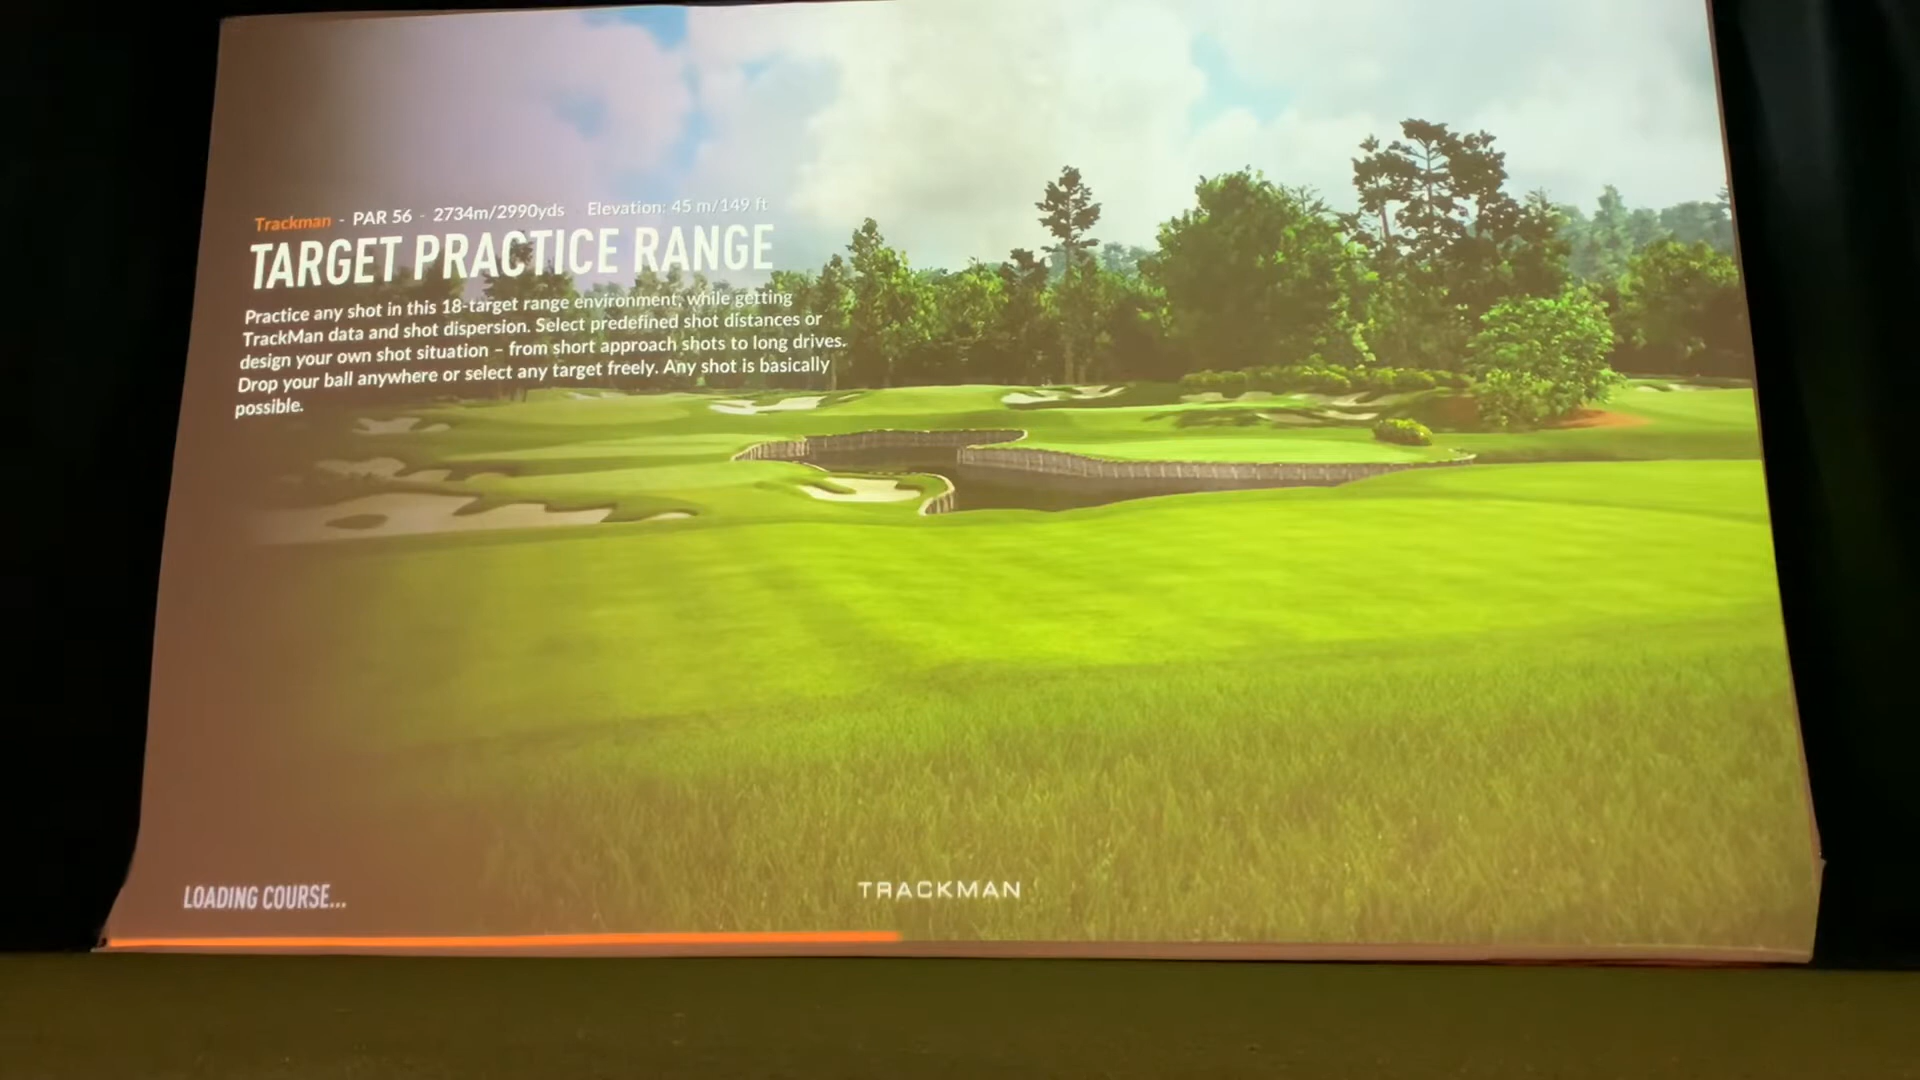 Trackman - PAR 56 - 2734m/2990yds Elevation: 45 m/149 ft
TARGET PRACTICE RANGE
Practice any shot in this 18-target range environment, while getting
TrackMan data and shot dispersion. Select predefined shot distances or
design your own shot situation – from short approach shots to long drives.
Drop your ball anywhere or select any target freely. Any shot is basically
possible.
LOADING COURSE...
TRACKMAN